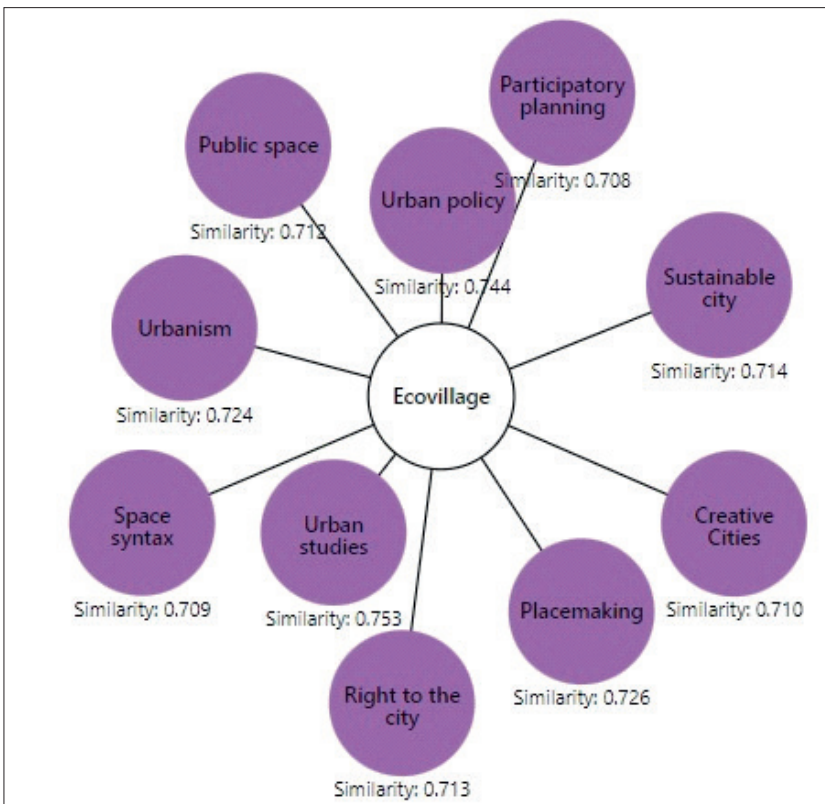 Participatory
planning
Similarity: 0.708
Public space
Similarity: 0.712
Urban policy
Similarity: 0.744
Sustainable
city
Similarity: 0.714
Urbanism
Similarity: 0.724
Ecovillage
Space
syntax
Similarity: 0.709
Urban
studies
Similarity: 0.753
Creative
Cities
Similarity: 0.710
Placemaking
Similarity: 0.726
Right to the
city
Similarity: 0.713